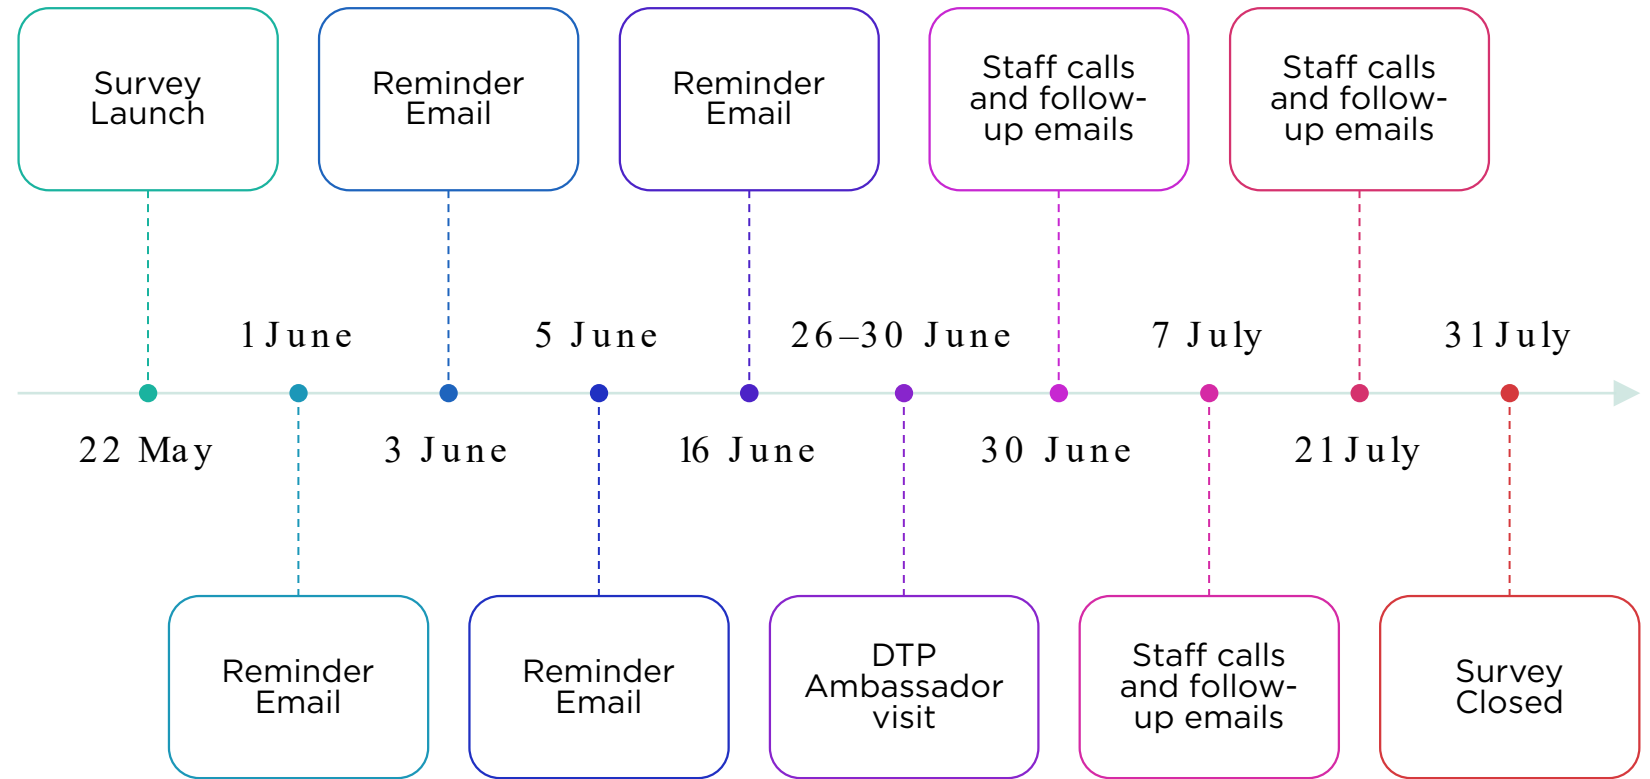 Survey
Launch
Reminder
Email
Reminder
Email
Staff calls
and follow-
up emails
Staff calls
and follow-
up emails
1 June
5 June
26–30 June
7 July
31 July
22 May
3 June
16 June
30 June
21 July
Reminder
Email
Reminder
Email
DTP
Ambassador
visit
Staff calls
and follow-
up emails
Survey
Closed